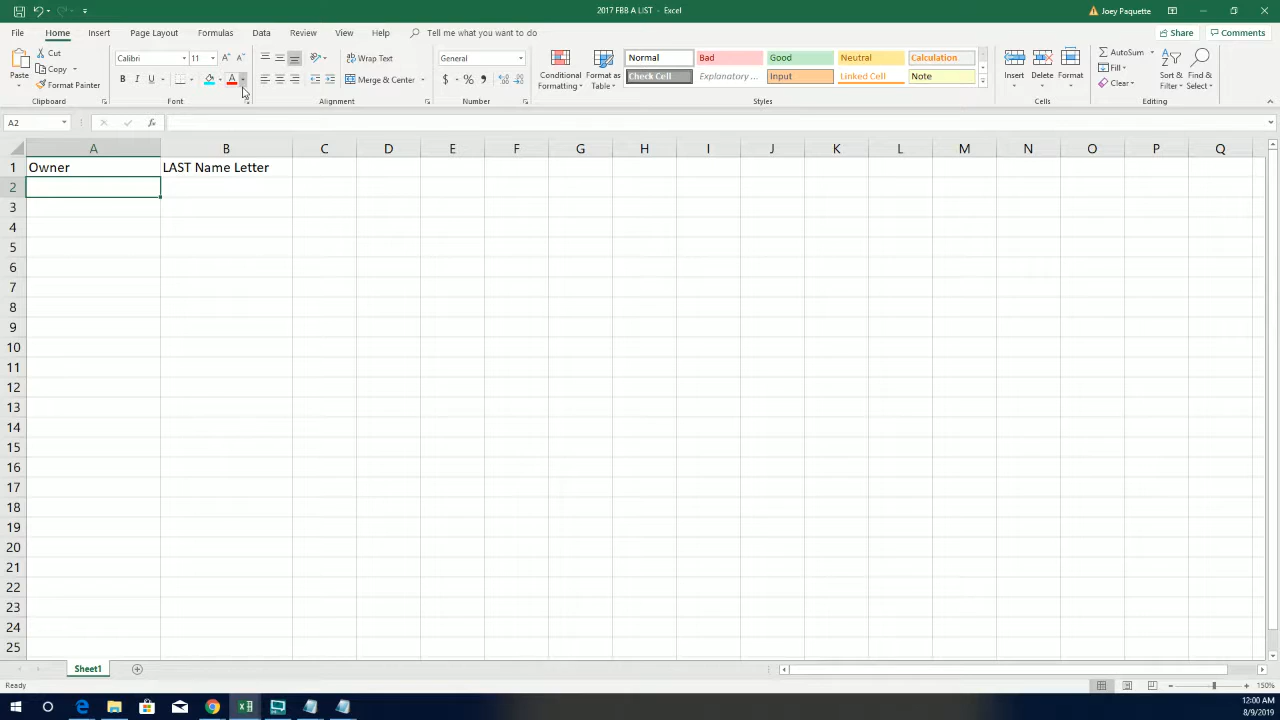 2017 FBB A LIST - Excel
Joey Paquette
File Home Insert Page Layout Formulas Data Review View Help Tell me what you want to do
Share Comments
Paste Cut Copy Format Painter
Calibri 11
B I U A
Wrap Text
Merge & Center
General
$ % ,
Conditional Formatting Format as Table
Normal Bad Good Neutral Calculation
Check Cell Explanatory ... Input Linked Cell Note
Insert Delete Format
AutoSum
Fill
Clear
Sort & Filter Find & Select
Clipboard Font Alignment Number Styles Cells Editing
A2 fx
A B C D E F G H I J K L M N O P Q
1 Owner LAST Name Letter
2
3
4
5
6
7
8
9
10
11
12
13
14
15
16
17
18
19
20
21
22
23
24
25
Sheet1
Ready 150%
12:00 AM
8/9/2019